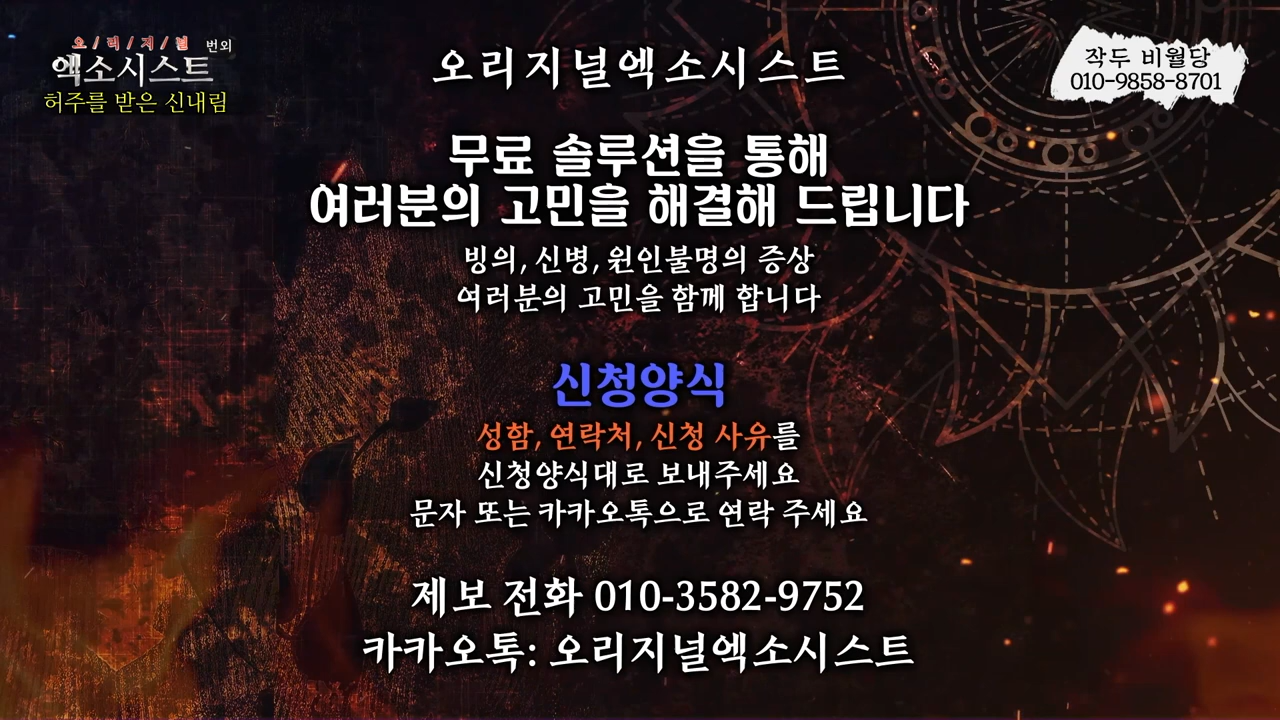 오/리/지/널 번외
엑소시스트
허주를 받은 신내림
오리지널엑소시스트
작두 비월당
010-9858-8701
무료 솔루션을 통해
여러분의 고민을 해결해 드립니다
빙의, 신병, 원인불명의 증상
여러분의 고민을 함께 합니다
신청양식
성함, 연락처, 신청 사유를
신청양식대로 보내주세요
문자 또는 카카오톡으로 연락 주세요
제보 전화 010-3582-9752
카카오톡: 오리지널엑소시스트